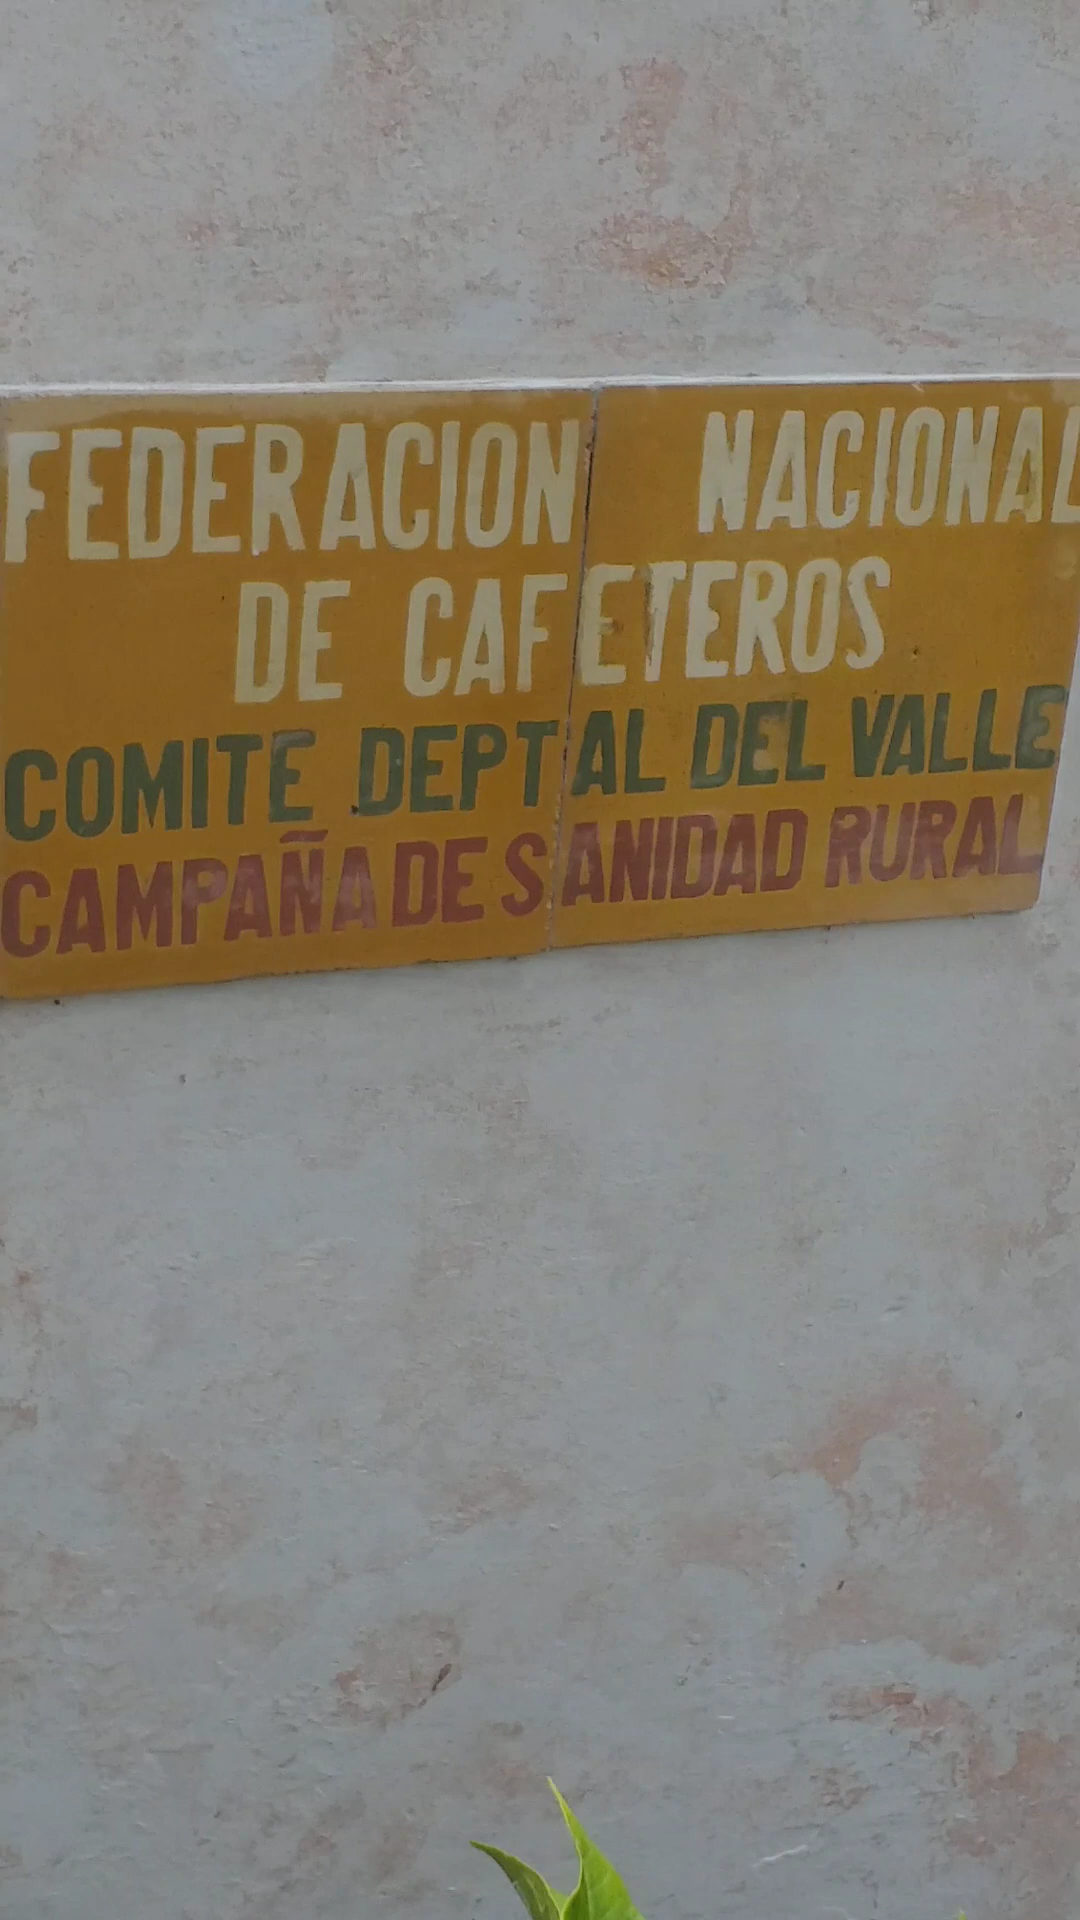 FEDERACION NACIONAL
DE CAFETEROS
COMITE DEPTAL DEL VALLE
CAMPAÑA DE SANIDAD RURAL